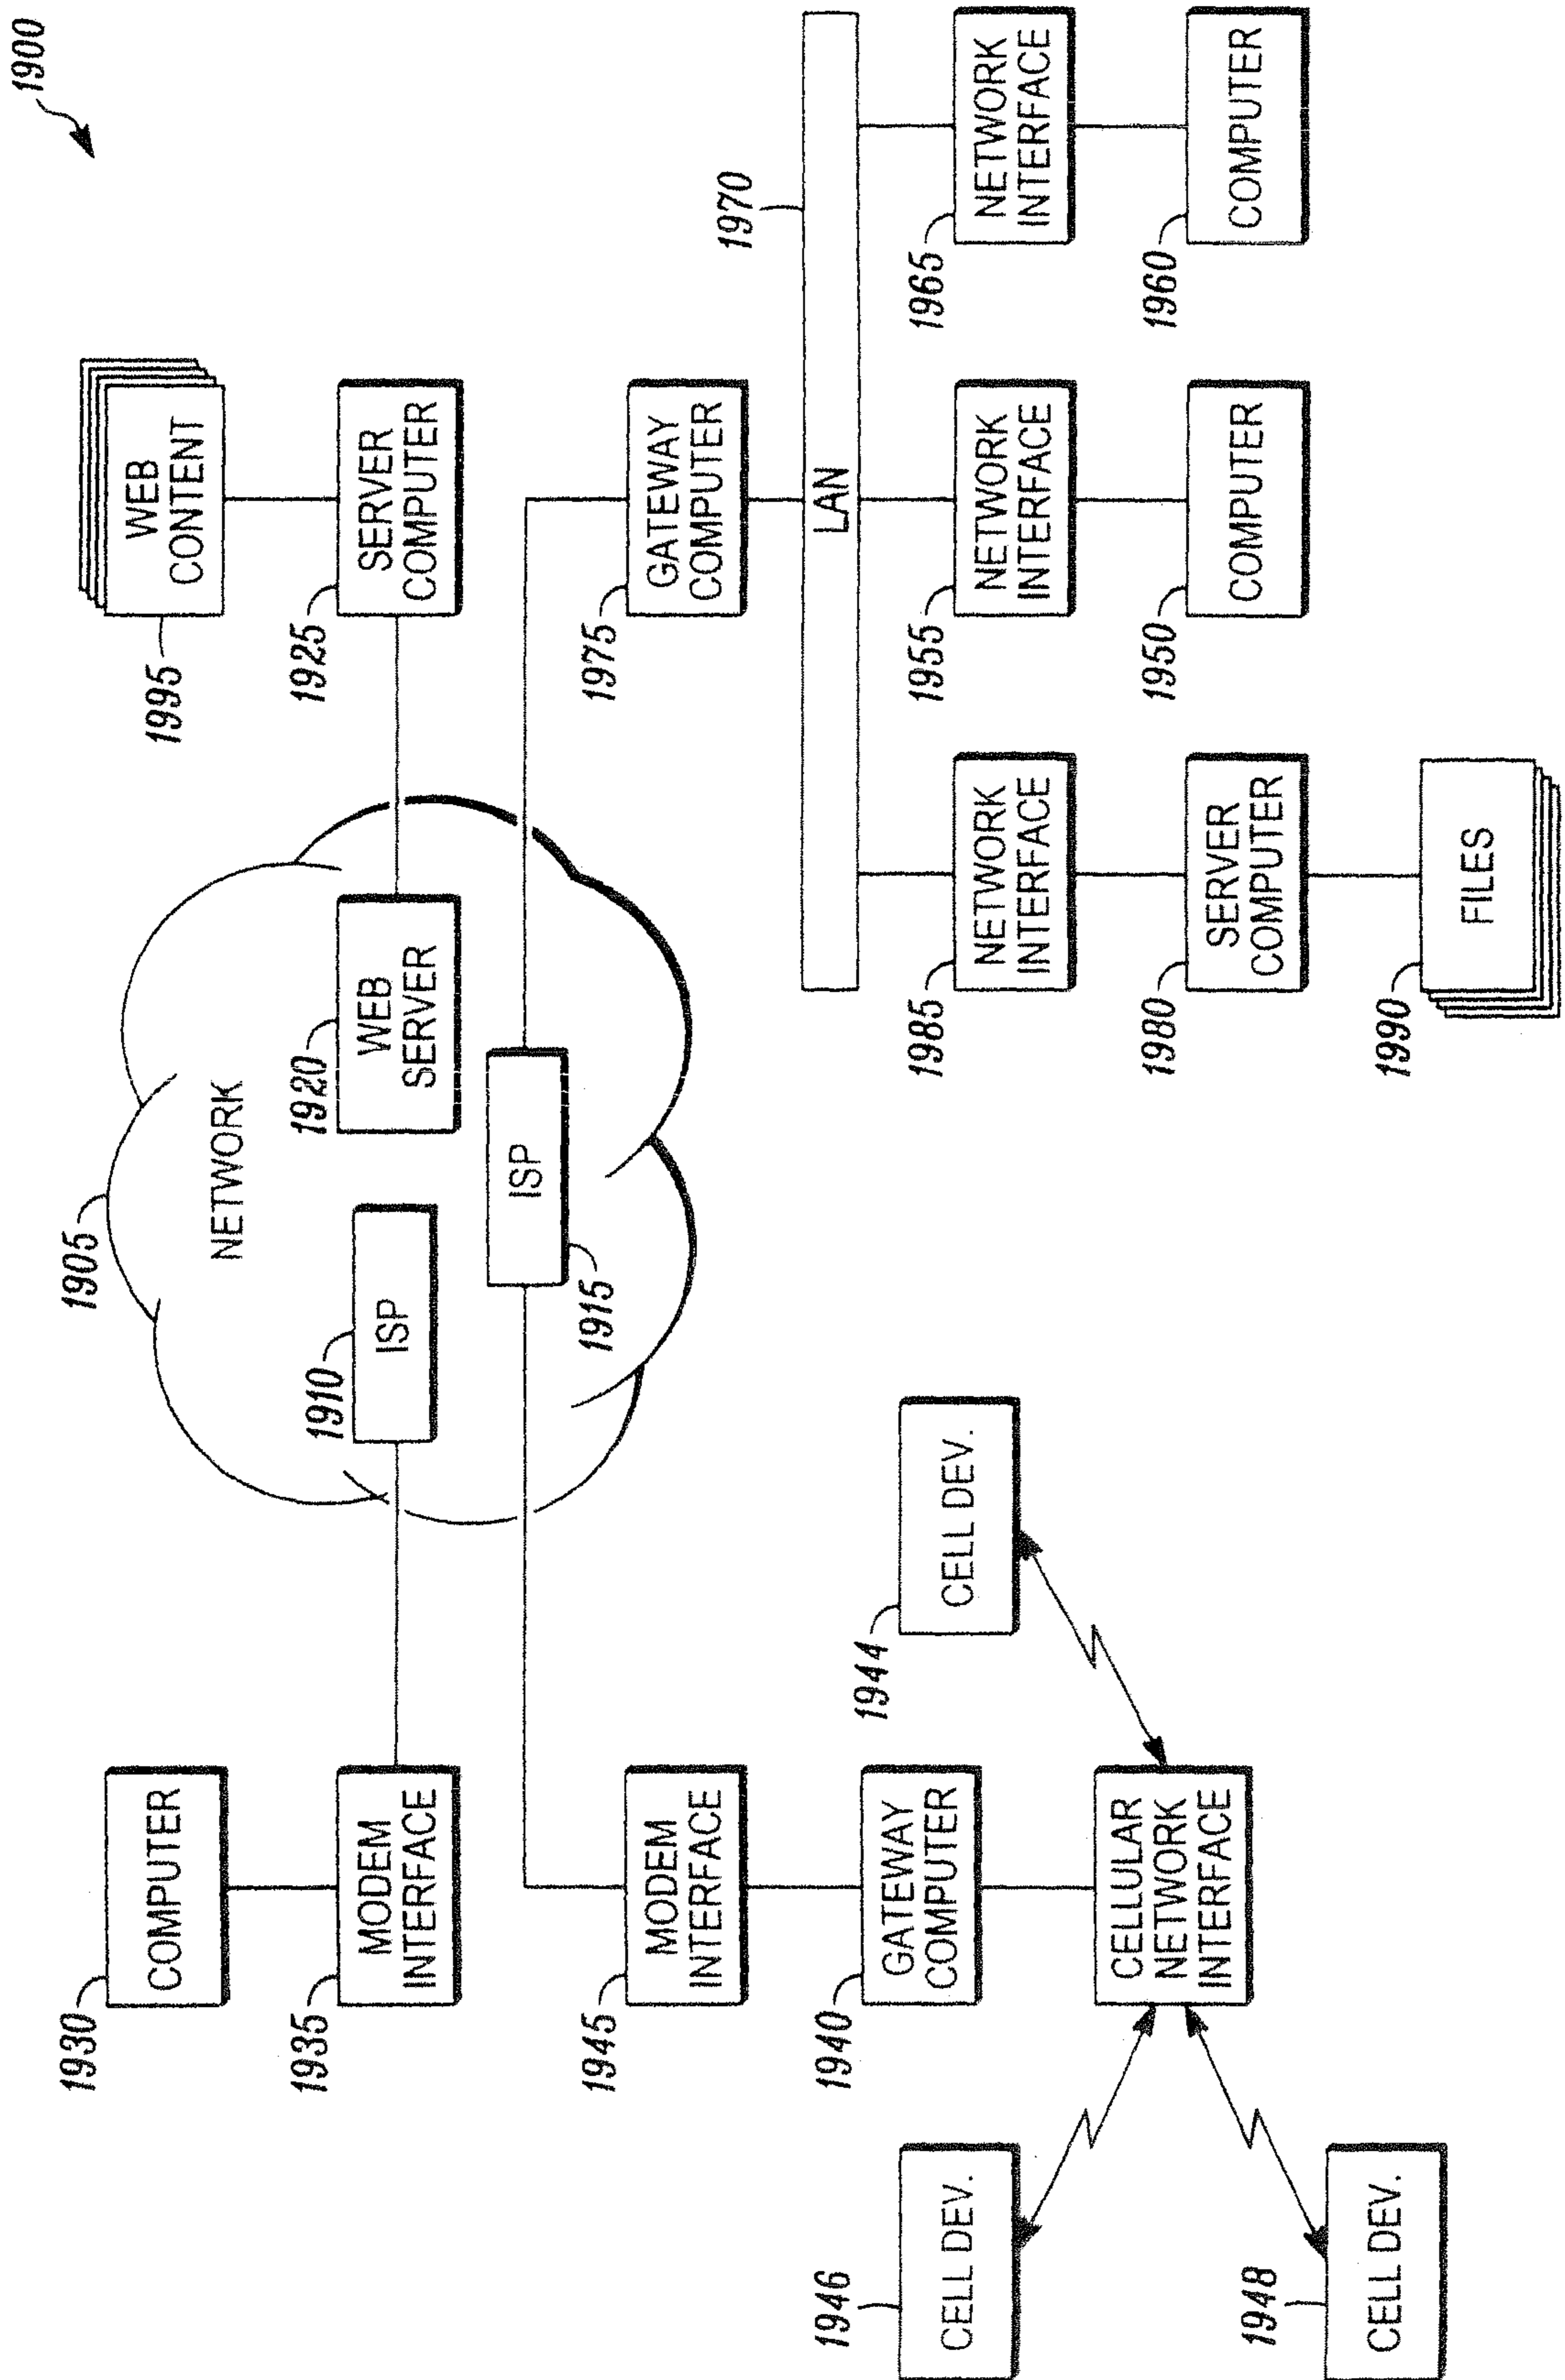 1900
1930
COMPUTER
1935
MODEM
INTERFACE
1905
NETWORK
1910
ISP
1920
WEB
SERVER
1915
ISP
1995
WEB
CONTENT
1925
SERVER
COMPUTER
1945
MODEM
INTERFACE
1940
GATEWAY
COMPUTER
CELLULAR
NETWORK
INTERFACE
1946
CELL DEV.
1948
CELL DEV.
1944
CELL DEV.
1975
GATEWAY
COMPUTER
1970
LAN
1985
NETWORK
INTERFACE
1980
SERVER
COMPUTER
1990
FILES
1955
NETWORK
INTERFACE
1950
COMPUTER
1965
NETWORK
INTERFACE
1960
COMPUTER